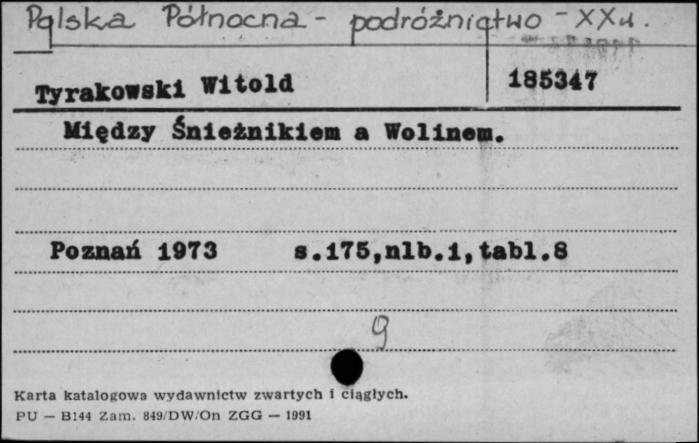 Polska Północna - podróżnictwo - XX w.
Tyrakowski Witold 185347
Między Śnieżnikiem a Wolinem.
Poznań 1973 s.175,nlb.1,tabl.8
9
Karta katalogowa wydawnictw zwartych i ciągłych.
PU — B144 Zam. 849/DW/On ZGG — 1991